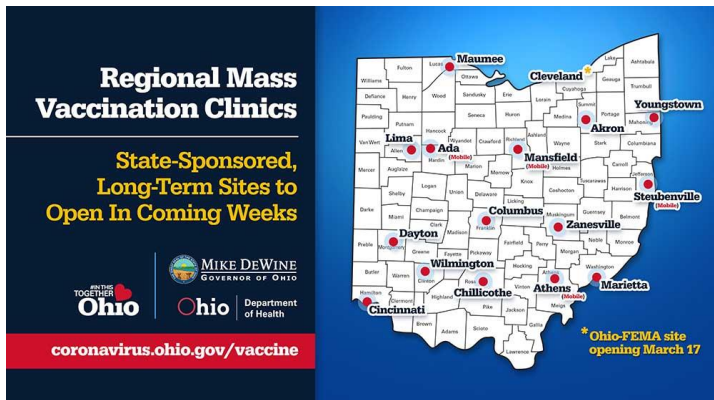 Regional Mass
Vaccination Clinics
State-Sponsored,
Long-Term Sites to
Open In Coming Weeks
#INTHIS
TOGETHER
Ohio
MIKE DEWINE
GOVERNOR OF OHIO
Ohio
Department
of Health
coronavirus.ohio.gov/vaccine
Maumee
Cleveland *
Youngstown
Akron
Lima
Ada
(Mobile)
Mansfield
(Mobile)
Steubenville
(Mobile)
Columbus
Zanesville
Dayton
Wilmington
Chillicothe
Athens
(Mobile)
Marietta
Cincinnati
Williams
Fulton
Lucas
Ottawa
Lake
Ashtabula
Geauga
Cuyahoga
Trumbull
Defiance
Henry
Wood
Sandusky
Erie
Lorain
Medina
Summit
Portage
Mahoning
Paulding
Putnam
Hancock
Seneca
Huron
Ashland
Wayne
Stark
Columbiana
Van Wert
Allen
Hardin
Wyandot
Crawford
Richland
Holmes
Carroll
Jefferson
Mercer
Auglaize
Marion
Morrow
Knox
Coshocton
Tuscarawas
Harrison
Shelby
Logan
Union
Delaware
Licking
Guernsey
Belmont
Darke
Miami
Champaign
Clark
Madison
Franklin
Muskingum
Noble
Monroe
Preble
Montgomery
Greene
Fayette
Pickaway
Fairfield
Perry
Morgan
Washington
Butler
Warren
Clinton
Ross
Hocking
Vinton
Athens
Meigs
Hamilton
Clermont
Highland
Pike
Jackson
Gallia
Brown
Adams
Scioto
Lawrence
*Ohio-FEMA site
opening March 17